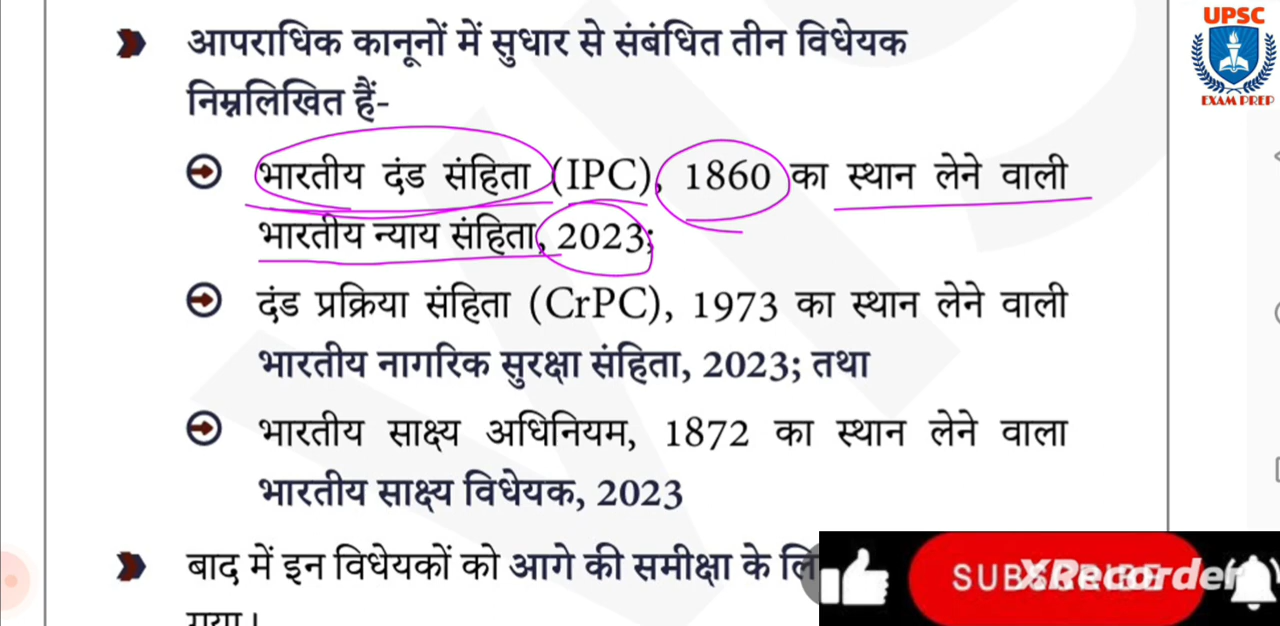 UPSC
EXAM PREP
आपराधिक कानूनों में सुधार से संबंधित तीन विधेयक
निम्नलिखित हैं-
भारतीय दंड संहिता (IPC), 1860 का स्थान लेने वाली
भारतीय न्याय संहिता, 2023;
दंड प्रक्रिया संहिता (CrPC), 1973 का स्थान लेने वाली
भारतीय नागरिक सुरक्षा संहिता, 2023; तथा
भारतीय साक्ष्य अधिनियम, 1872 का स्थान लेने वाला
भारतीय साक्ष्य विधेयक, 2023
बाद में इन विधेयकों को आगे की समीक्षा के
SUBSCRIBE
XRecorder